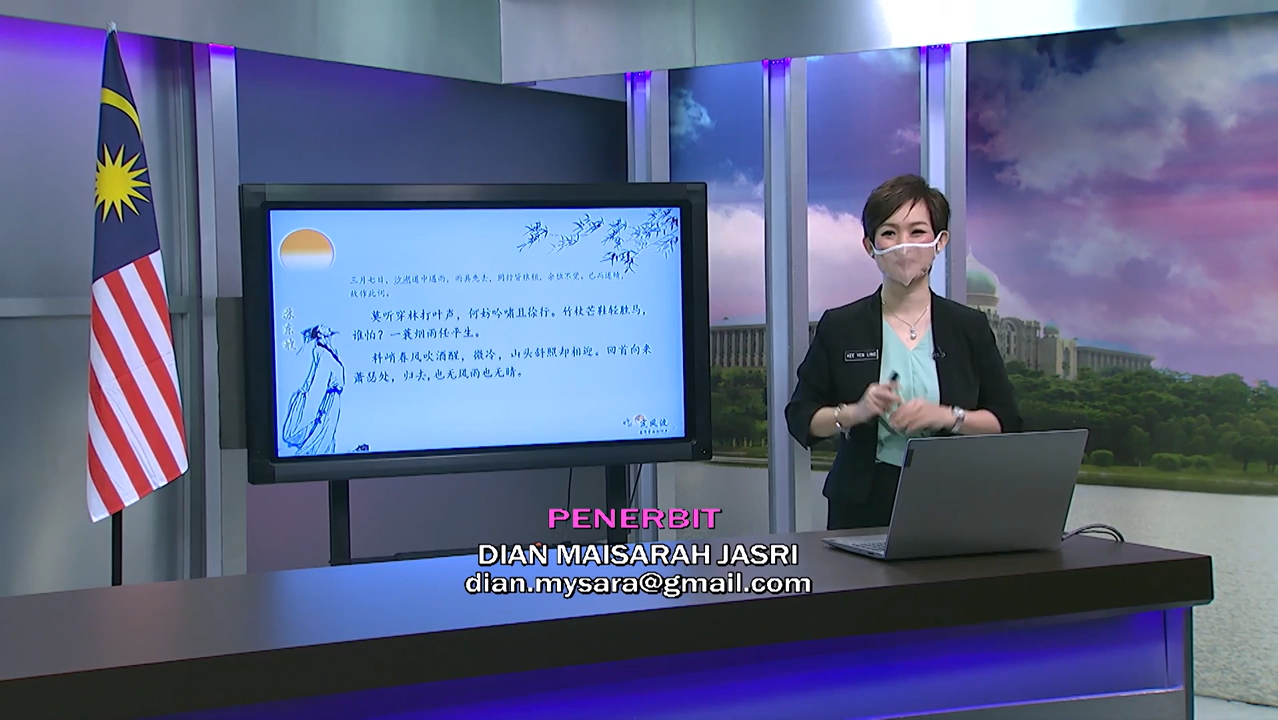 三月七日，沙湖道中遇雨，雨具先去，同行皆狼狈，余独不觉，已而遂晴，
故作此词。
苏东坡
莫听穿林打叶声，何妨吟啸且徐行。竹杖芒鞋轻胜马，
谁怕？一蓑烟雨任平生。
料峭春风吹酒醒，微冷，山头斜照却相迎。回首向来
萧瑟处，归去，也无风雨也无晴。
KEE YEN LING
PENERBIT
DIAN MAISARAH JASRI
dian.mysara@gmail.com